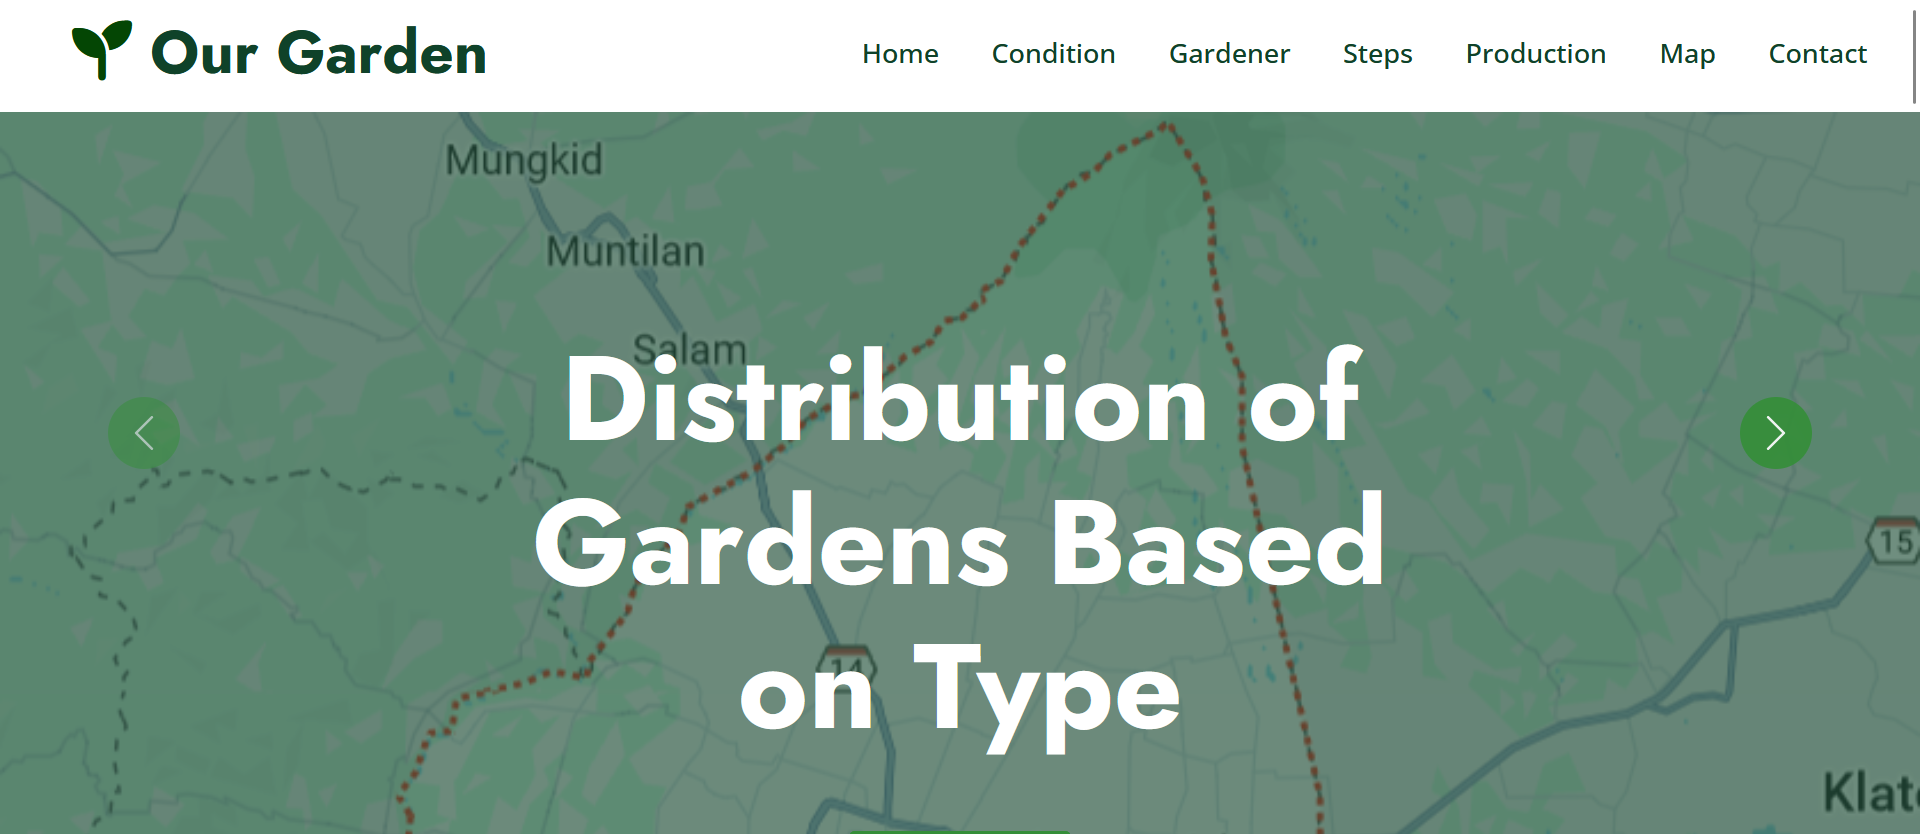 Our Garden
Home Condition Gardener Steps Production Map Contact
Mungkid
Muntilan
Salam
Distribution of
Gardens Based
on Type
15
14